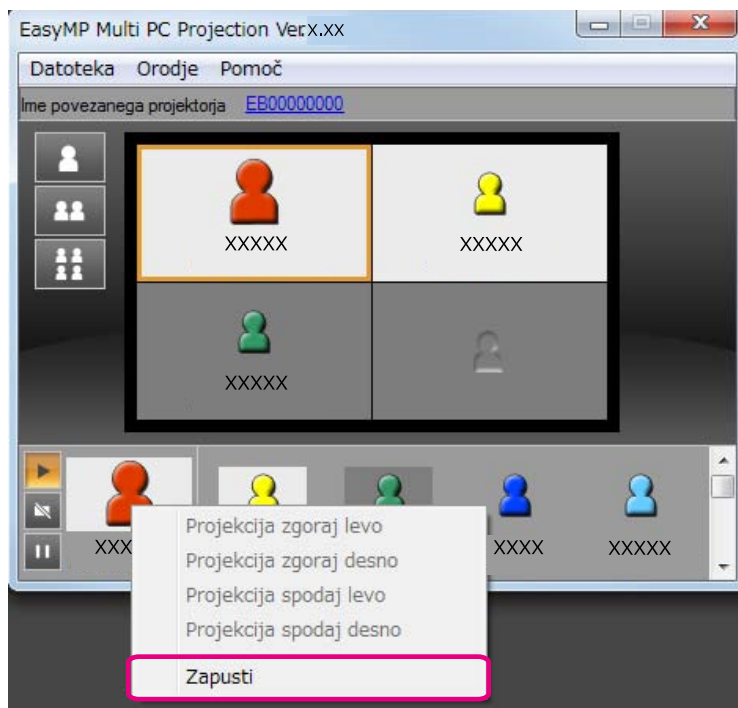 EasyMP Multi PC Projection Ver.x.xx
Datoteka Orodje Pomoč
Ime povezanega projektorja EB00000000
XXXXX XXXXX
XXXXX
XXX XXXX XXXXX
Projekcija zgoraj levo
Projekcija zgoraj desno
Projekcija spodaj levo
Projekcija spodaj desno
Zapusti